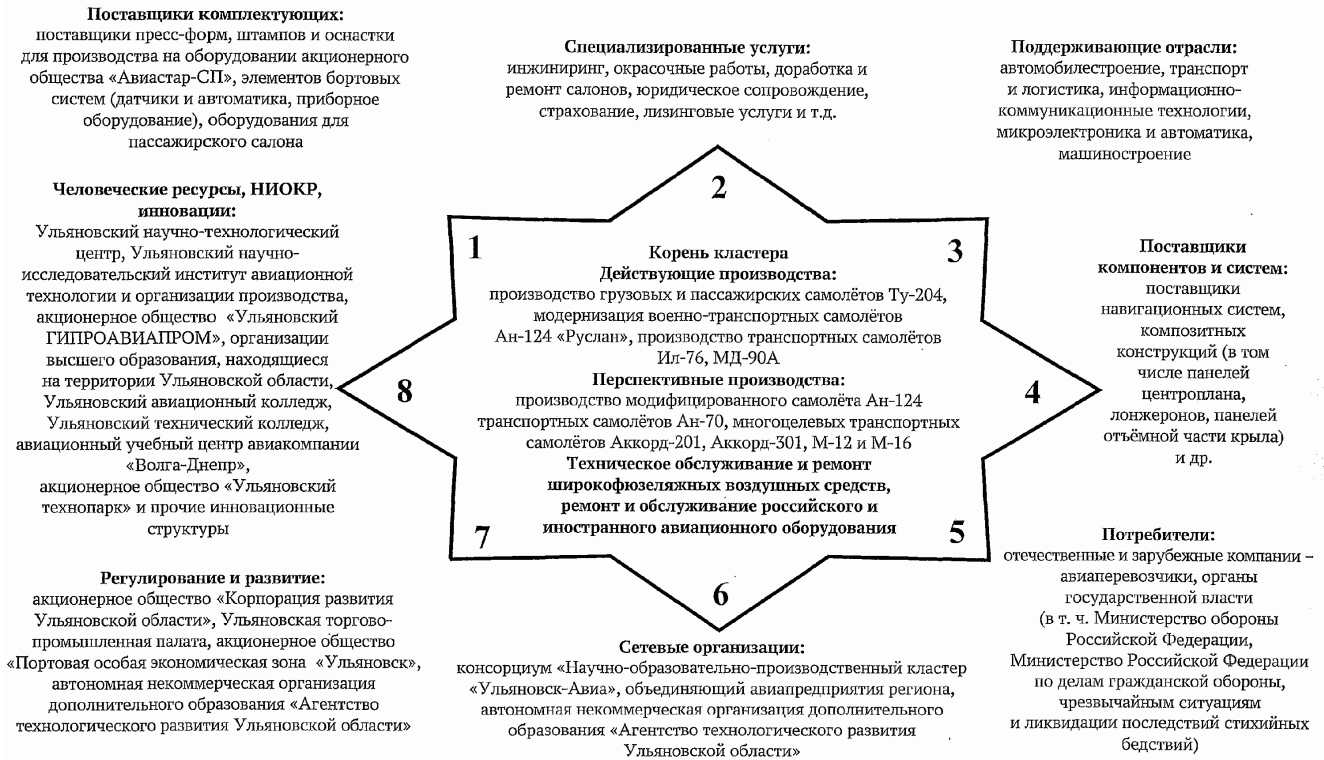 Поставщики комплектующих:
поставщики пресс-форм, штампов и оснастки
для производства на оборудовании акционерного
общества «Авиастар-СП», элементов бортовых
систем (датчики и автоматика, приборное
оборудование), оборудования для
пассажирского салона
Специализированные услуги:
инжиниринг, окрасочные работы, доработка и
ремонт салонов, юридическое сопровождение,
страхование, лизинговые услуги и т.д.
Поддерживающие отрасли:
автомобилестроение, транспорт
и логистика, информационно-
коммуникационные технологии,
микроэлектроника и автоматика,
машиностроение
Человеческие ресурсы, НИОКР,
инновации:
Ульяновский научно-технологический
центр, Ульяновский научно-
исследовательский институт авиационной
технологии и организации производства,
акционерное общество «Ульяновский
ГИПРОАВИАПРОМ», организации
высшего образования, находящиеся
на территории Ульяновской области,
Ульяновский авиационный колледж,
Ульяновский технический колледж,
авиационный учебный центр авиакомпании
«Волга-Днепр»,
акционерное общество «Ульяновский
технопарк» и прочие инновационные
структуры
1
2
3
4
5
6
7
8
Корень кластера
Действующие производства:
производство грузовых и пассажирских самолётов Ту-204,
модернизация военно-транспортных самолётов
Ан-124 «Руслан», производство транспортных самолётов
Ил-76, МД-90А
Перспективные производства:
производство модифицированного самолёта Ан-124
транспортных самолётов Ан-70, многоцелевых транспортных
самолётов Аккорд-201, Аккорд-301, М-12 и М-16
Техническое обслуживание и ремонт
широкофюзеляжных воздушных средств,
ремонт и обслуживание российского и
иностранного авиационного оборудования
Поставщики
компонентов и систем:
поставщики
навигационных систем,
композитных
конструкций (в том
числе панелей
центроплана,
лонжеронов, панелей
отъёмной части крыла)
и др.
Регулирование и развитие:
акционерное общество «Корпорация развития
Ульяновской области», Ульяновская торгово-
промышленная палата, акционерное общество
«Портовая особая экономическая зона «Ульяновск»,
автономная некоммерческая организация
дополнительного образования «Агентство
технологического развития Ульяновской области»
Сетевые организации:
консорциум «Научно-образовательно-производственный кластер
«Ульяновск-Авиа», объединяющий авиапредприятия региона,
автономная некоммерческая организация дополнительного
образования «Агентство технологического развития
Ульяновской области»
Потребители:
отечественные и зарубежные компании –
авиаперевозчики, органы
государственной власти
(в т. ч. Министерство обороны
Российской Федерации,
Министерство Российской Федерации
по делам гражданской обороны,
чрезвычайным ситуациям
и ликвидации последствий стихийных
бедствий)